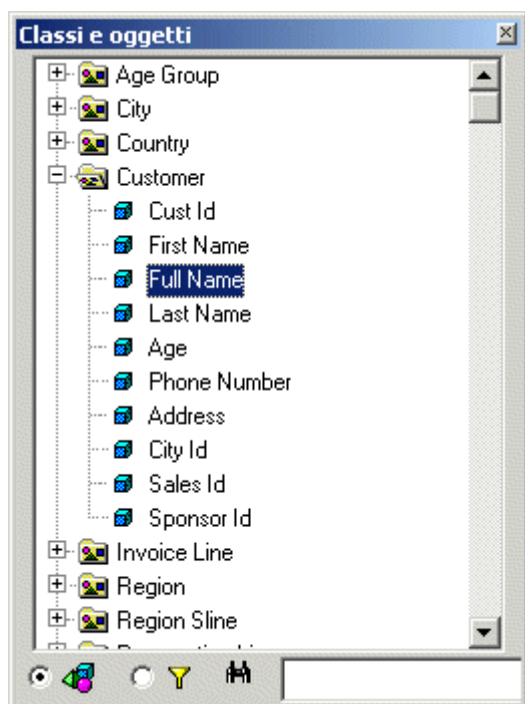 Classi e oggetti
Age Group
City
Country
Customer
Cust Id
First Name
Full Name
Last Name
Age
Phone Number
Address
City Id
Sales Id
Sponsor Id
Invoice Line
Region
Region Sline